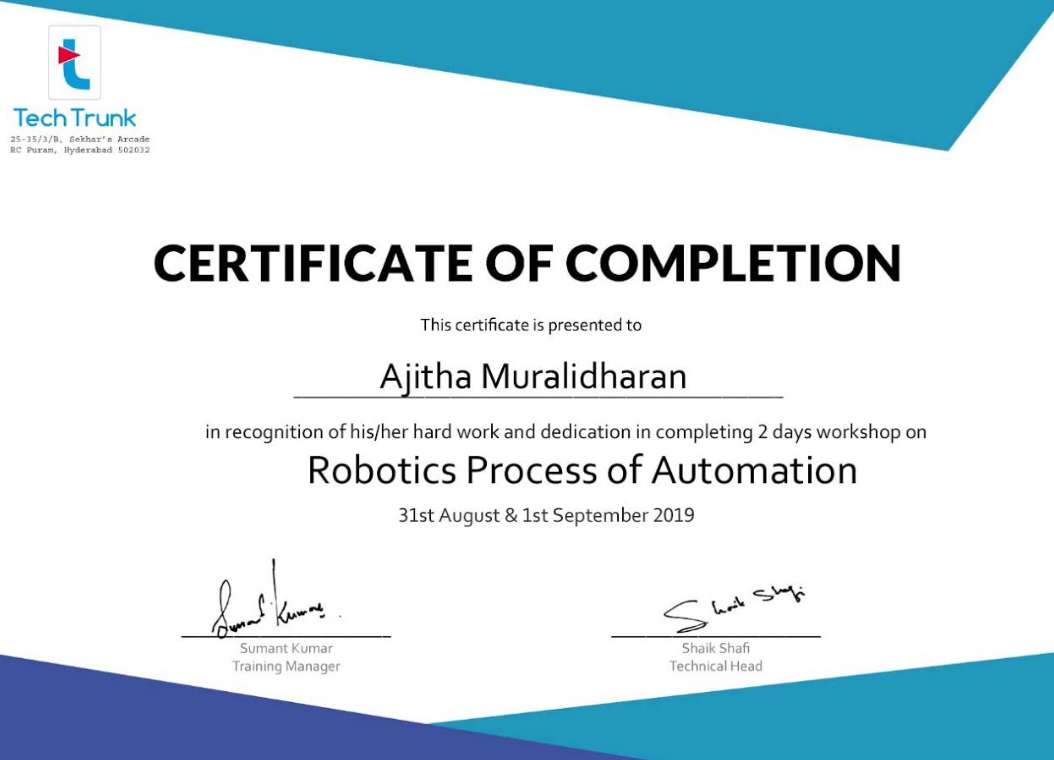 t
Tech Trunk
25-35/3/B, Sekhar's Arcade
RC Puram, Hyderabad 502032
CERTIFICATE OF COMPLETION
This certificate is presented to
Ajitha Muralidharan
in recognition of his/her hard work and dedication in completing 2 days workshop on
Robotics Process of Automation
31st August & 1st September 2019
Sumant Kumar.
Shaik Shafi
Sumant Kumar
Shaik Shafi
Training Manager
Technical Head